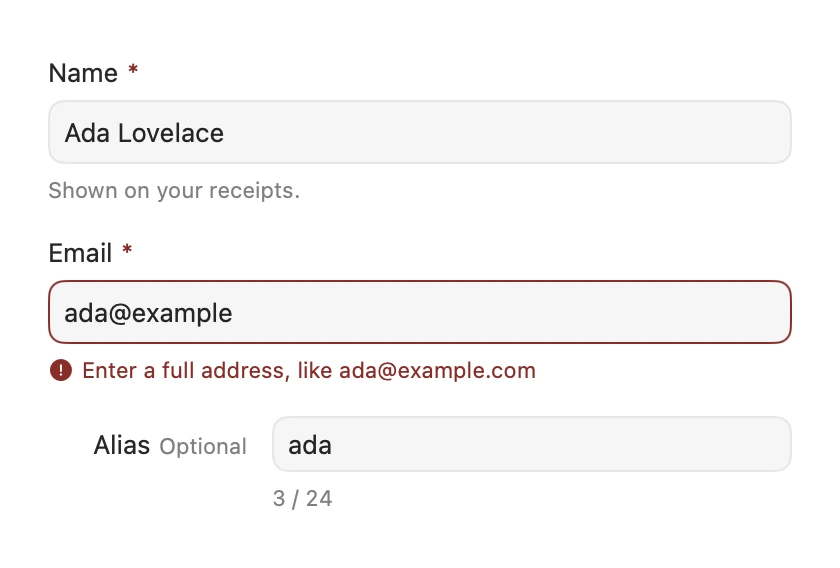 Name *
Ada Lovelace
Shown on your receipts.
Email *
ada@example
! Enter a full address, like ada@example.com
Alias Optional ada
3 / 24